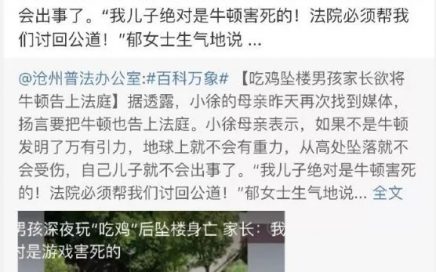 会出事了。“我儿子绝对是牛顿害死的！法院必须帮我
们讨回公道！”郁女士生气地说 ...
@沧州普法办公室:#百科万象# 【吃鸡坠楼男孩家长欲将
牛顿告上法庭】据透露，小徐的母亲昨天再次找到媒体，
扬言要把牛顿也告上法庭。小徐母亲表示，如果不是牛顿
发明了万有引力，地球上就不会有重力，从高处坠落就不
会受伤，自己儿子就不会出事了。“我儿子绝对是牛顿害
死的！法院必须帮我们讨回公道！”郁女士生气地说 ... 全文
男孩深夜玩“吃鸡”后坠楼身亡 家长：我
对是游戏害死的